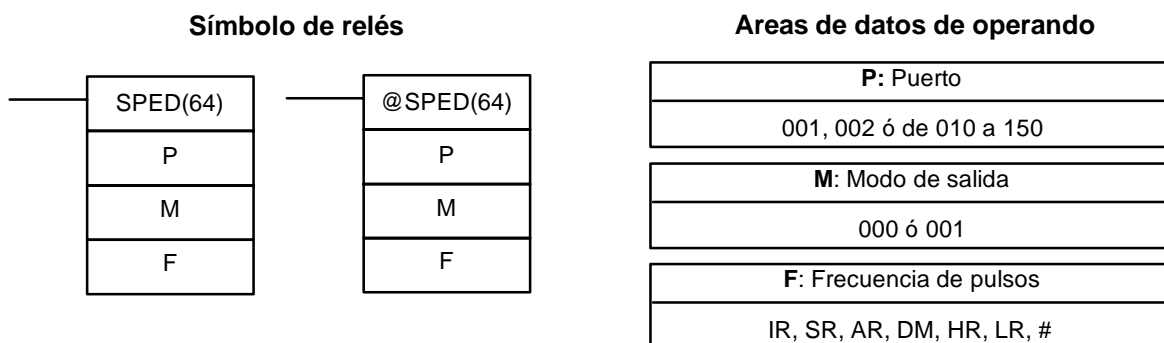 Símbolo de relés
SPED(64)
P
M
F
@SPED(64)
P
M
F
Areas de datos de operando
P: Puerto
001, 002 ó de 010 a 150
M: Modo de salida
000 ó 001
F: Frecuencia de pulsos
IR, SR, AR, DM, HR, LR, #